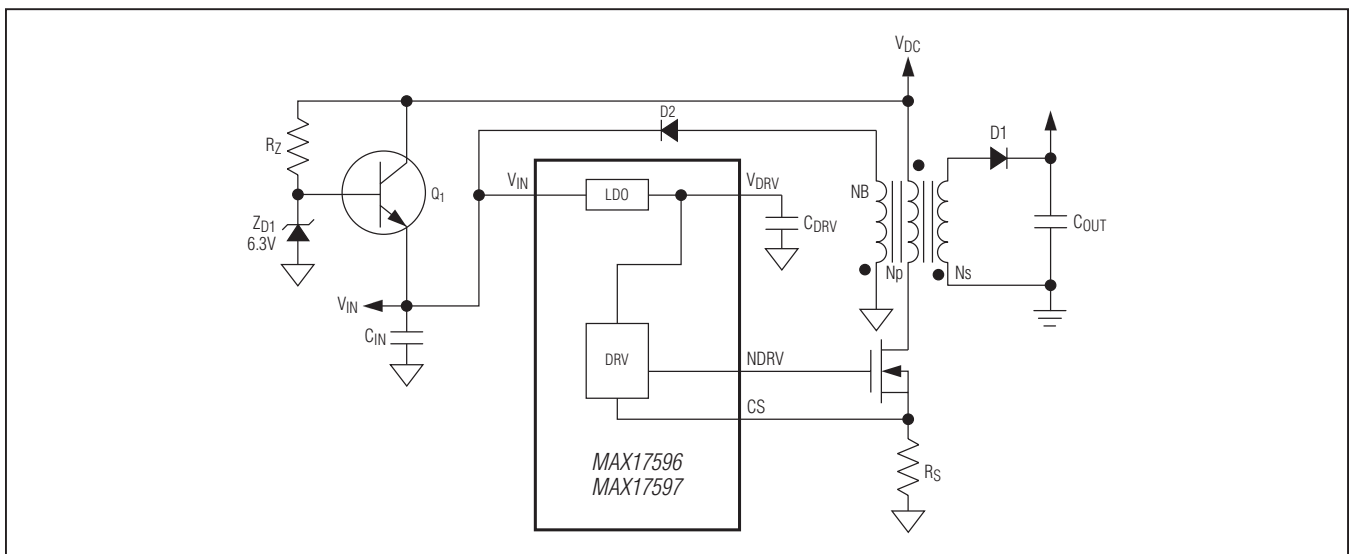 VDC
D2
D1
RZ
Q1
VIN
LDO
VDRV
NB
ZD1
6.3V
CDRV
COUT
Np
Ns
VIN
CIN
DRV
NDRV
CS
MAX17596
MAX17597
RS